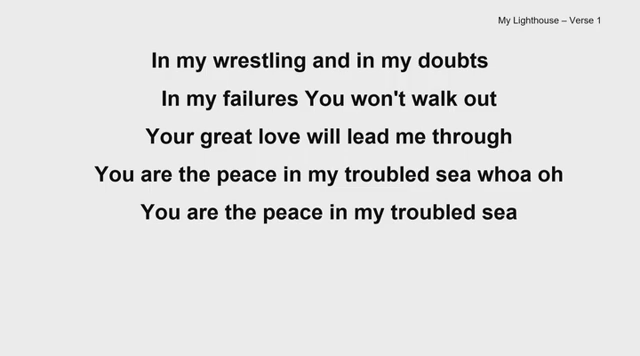 My Lighthouse – Verse 1
In my wrestling and in my doubts
In my failures You won't walk out
Your great love will lead me through
You are the peace in my troubled sea whoa oh
You are the peace in my troubled sea